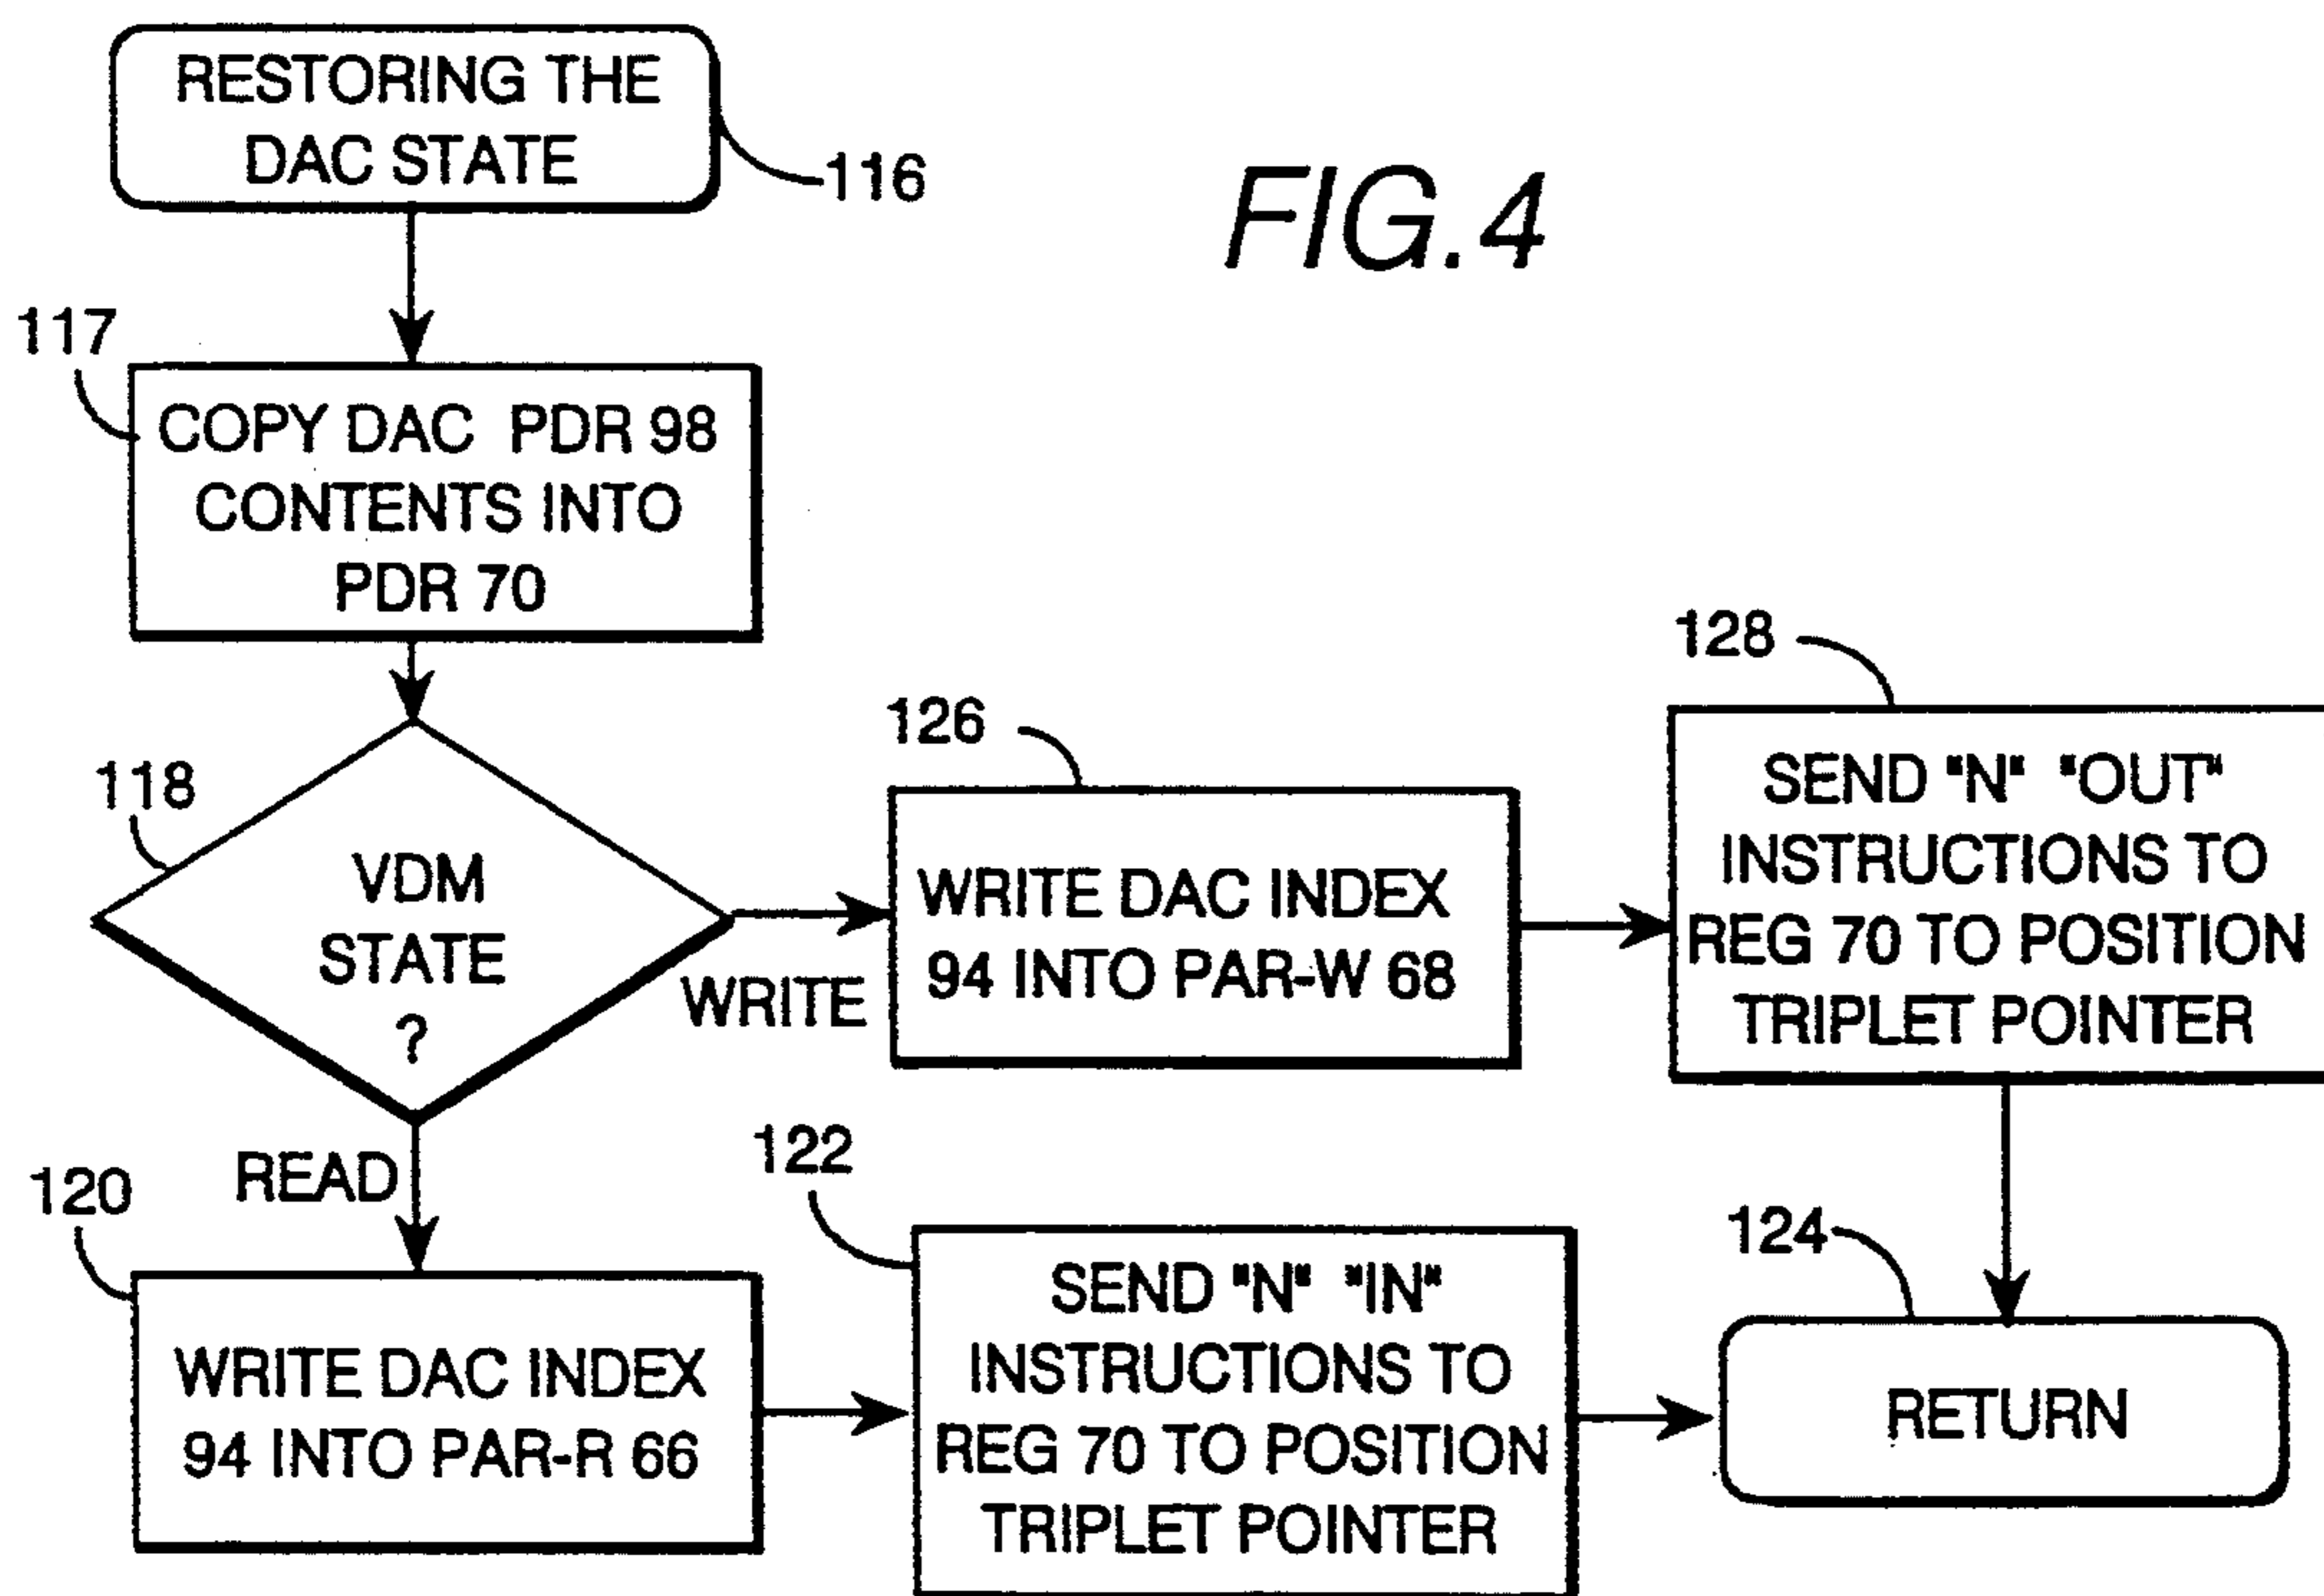 RESTORING THE
DAC STATE
116
FIG.4
117
COPY DAC PDR 98
CONTENTS INTO
PDR 70
118
VDM
STATE
?
WRITE
126
WRITE DAC INDEX
94 INTO PAR-W 68
128
SEND "N" "OUT"
INSTRUCTIONS TO
REG 70 TO POSITION
TRIPLET POINTER
READ
120
WRITE DAC INDEX
94 INTO PAR-R 66
122
SEND "N" "IN"
INSTRUCTIONS TO
REG 70 TO POSITION
TRIPLET POINTER
124
RETURN